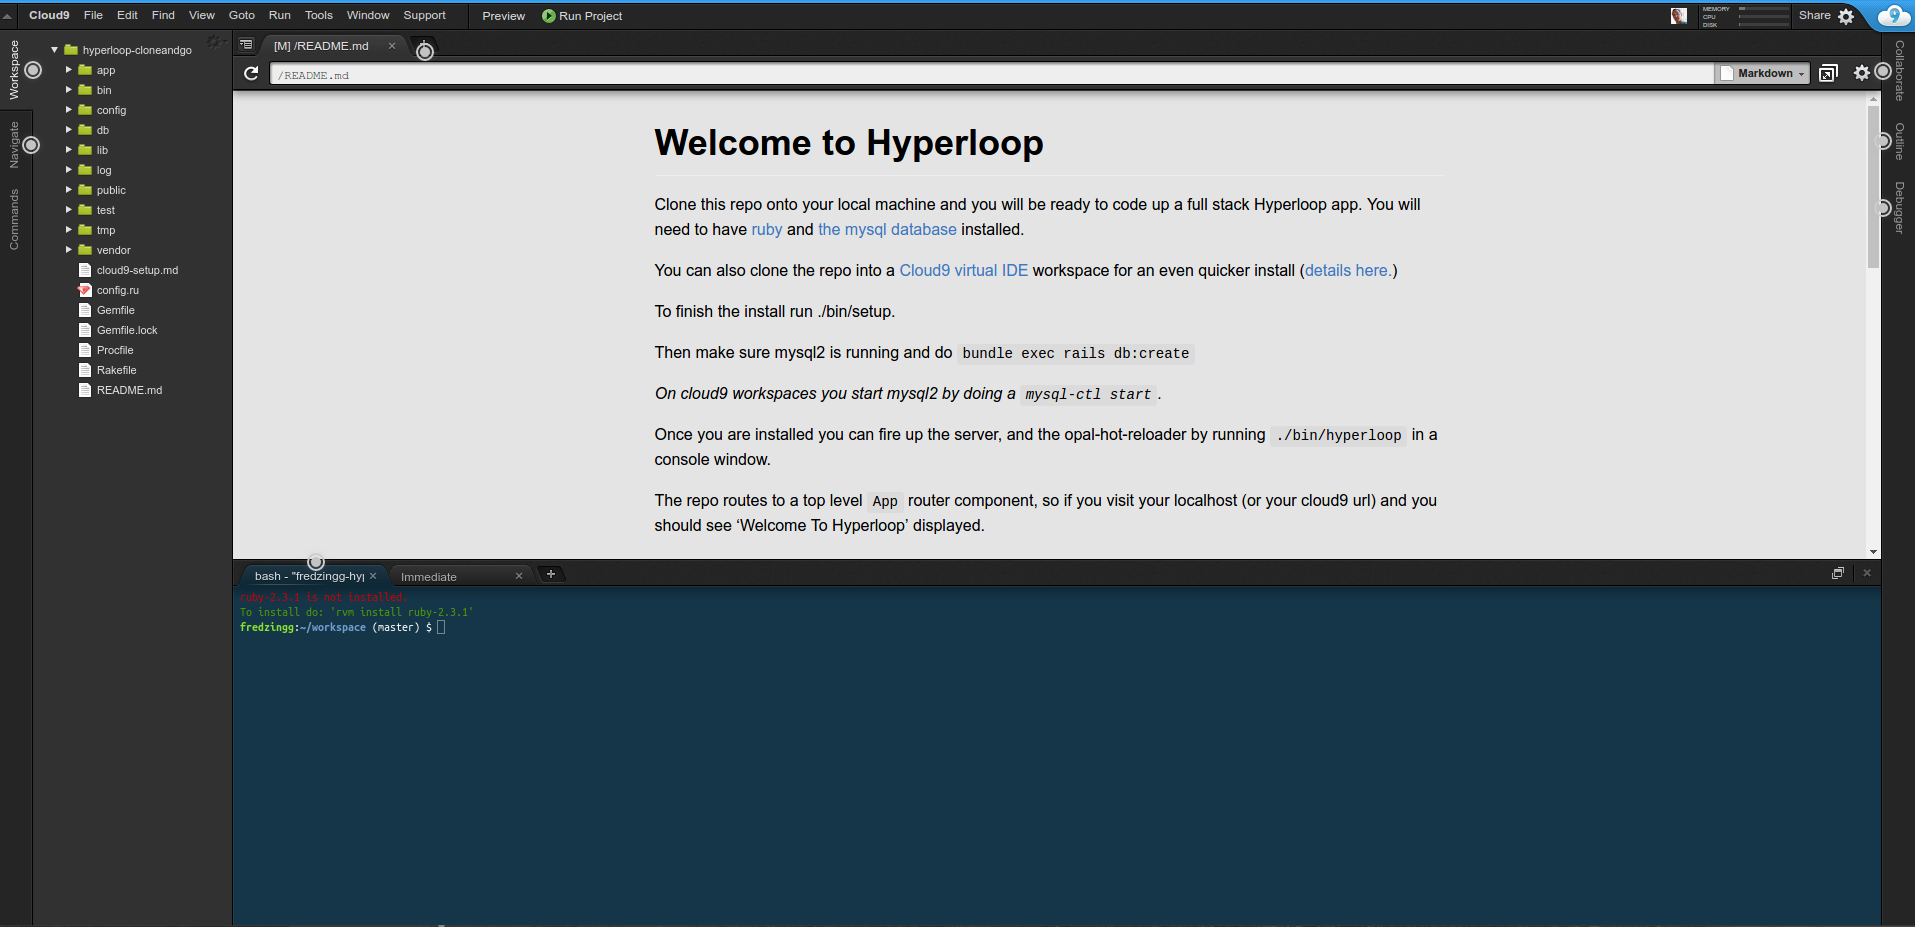 Cloud9 File Edit Find View Goto Run Tools Window Support Preview Run Project MEMORY CPU DISK Share
Workspace
Navigate
Commands
hyperloop-cloneandgo
app
bin
config
db
lib
log
public
test
tmp
vendor
cloud9-setup.md
config.ru
Gemfile
Gemfile.lock
Procfile
Rakefile
README.md
[M] /README.md
/README.md Markdown
Welcome to Hyperloop
Clone this repo onto your local machine and you will be ready to code up a full stack Hyperloop app. You will
need to have ruby and the mysql database installed.
You can also clone the repo into a Cloud9 virtual IDE workspace for an even quicker install (details here.)
To finish the install run ./bin/setup.
Then make sure mysql2 is running and do bundle exec rails db:create
On cloud9 workspaces you start mysql2 by doing a mysql-ctl start.
Once you are installed you can fire up the server, and the opal-hot-reloader by running ./bin/hyperloop in a
console window.
The repo routes to a top level App router component, so if you visit your localhost (or your cloud9 url) and you
should see ‘Welcome To Hyperloop’ displayed.
bash - "fredzingg-hyp Immediate
ruby-2.3.1 is not installed.
To install do: 'rvm install ruby-2.3.1'
fredzingg:~/workspace (master) $
Collaborate
Outline
Debugger